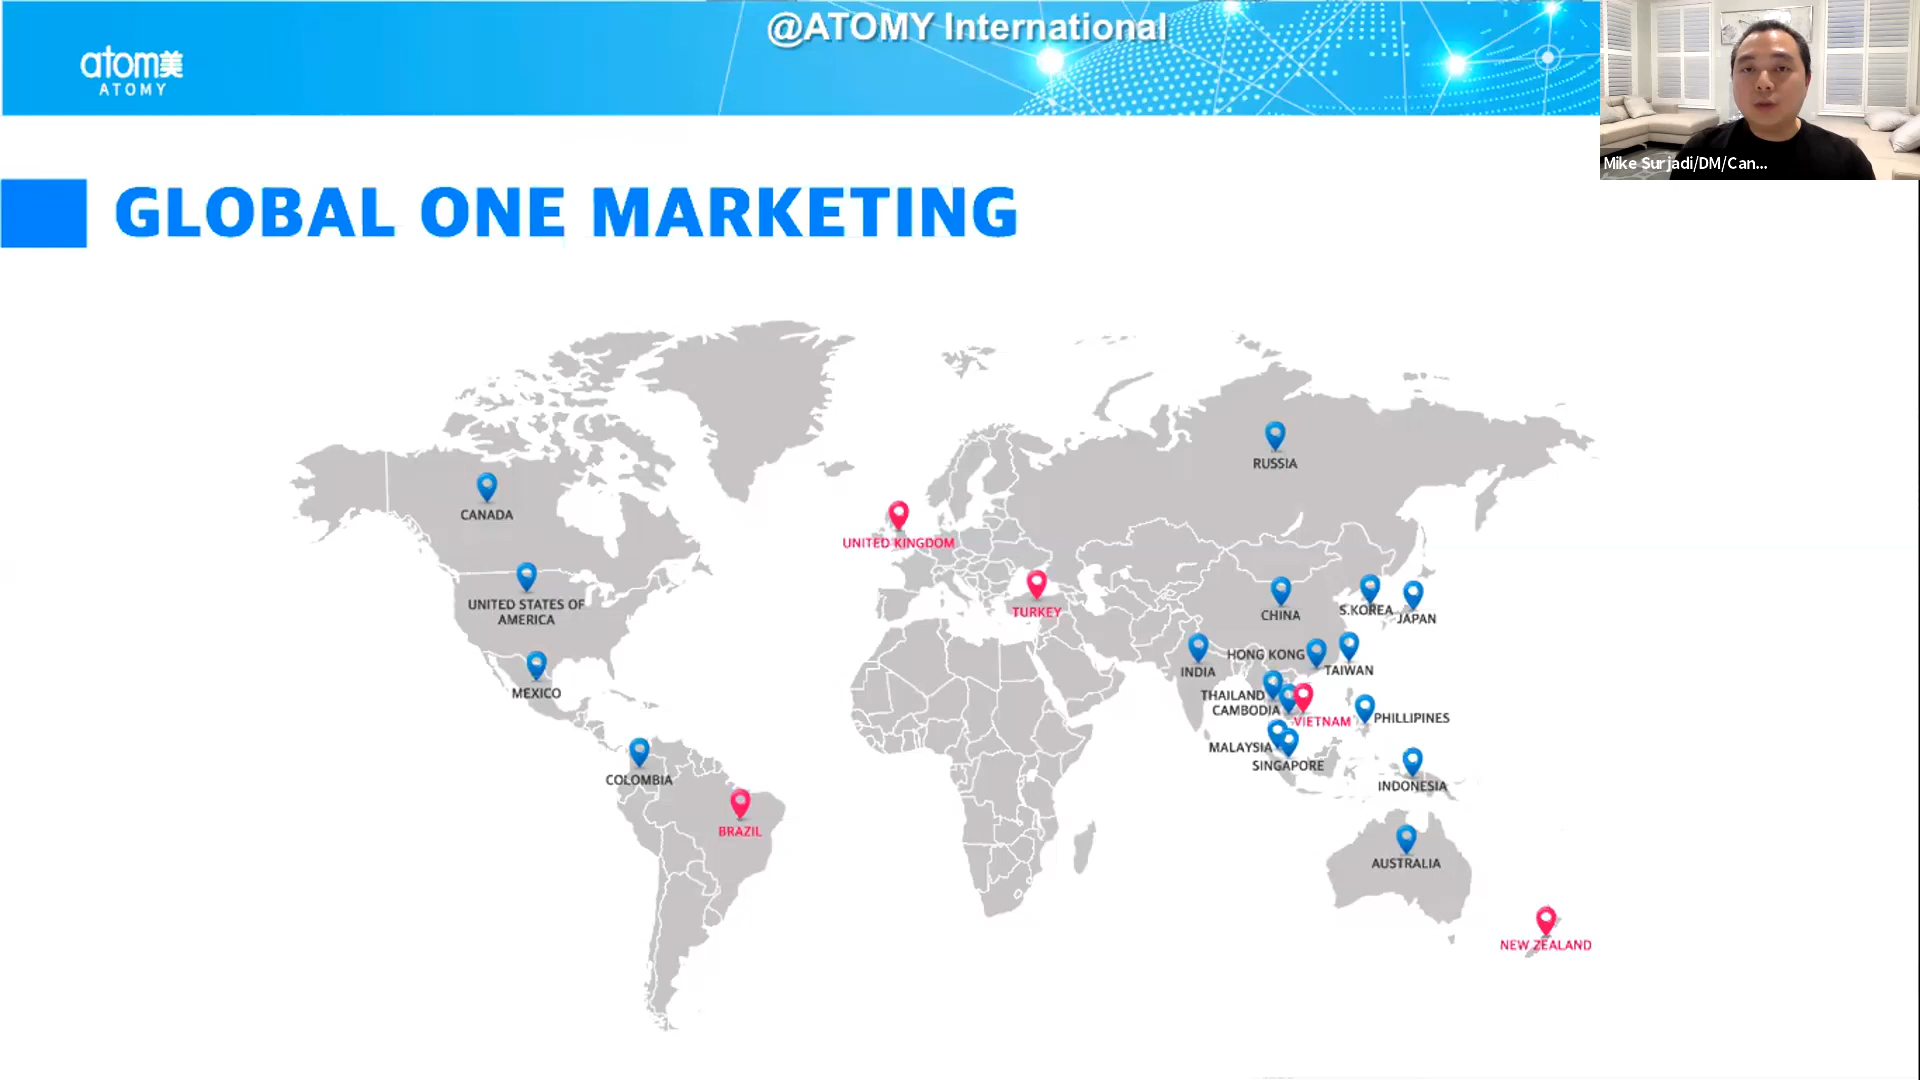 @ATOMY International
atom美
ATOMY
Mike Surjadi/DM/Can...
GLOBAL ONE MARKETING
RUSSIA
CANADA
UNITED KINGDOM
UNITED STATES OF
AMERICA
TURKEY
CHINA
S.KOREA
JAPAN
HONG KONG
TAIWAN
INDIA
MEXICO
THAILAND
CAMBODIA
VIETNAM
PHILLIPINES
MALAYSIA
SINGAPORE
COLOMBIA
INDONESIA
BRAZIL
AUSTRALIA
NEW ZEALAND